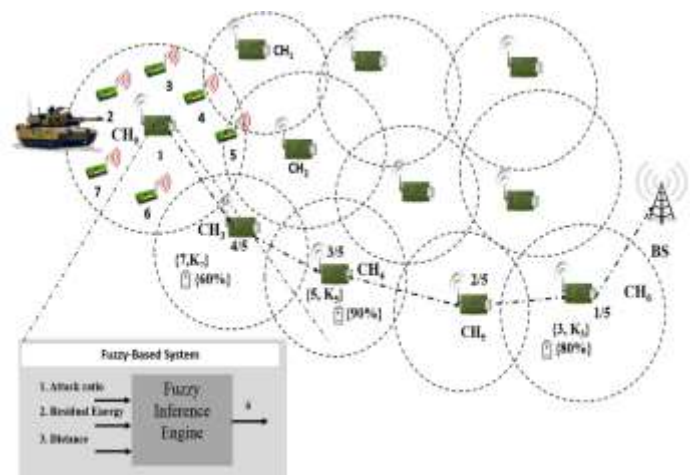 3
CH₁
2
4
CH₀
1
5
CH₂
7
6
CH₃
4/5
{7,K₇}
{60%}
3/5
CH₄
{5, K₅}
{90%}
2/5
CH₅
BS
CH₆
1/5
{3, K₃}
{80%}
Fuzzy-Based System
1. Attack ratio
2. Residual Energy
3. Distance
Fuzzy
Inference
Engine